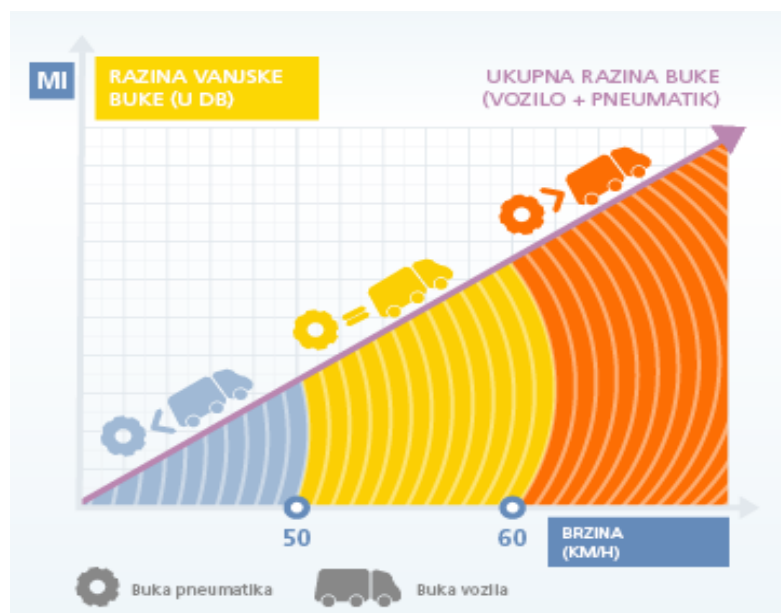 MI
RAZINA VANJSKE
BUKE (U DB)
UKUPNA RAZINA BUKE
(VOZILO + PNEUMATIK)
50
60
BRZINA
(KM/H)
Buka pneumatika
Buka vozila